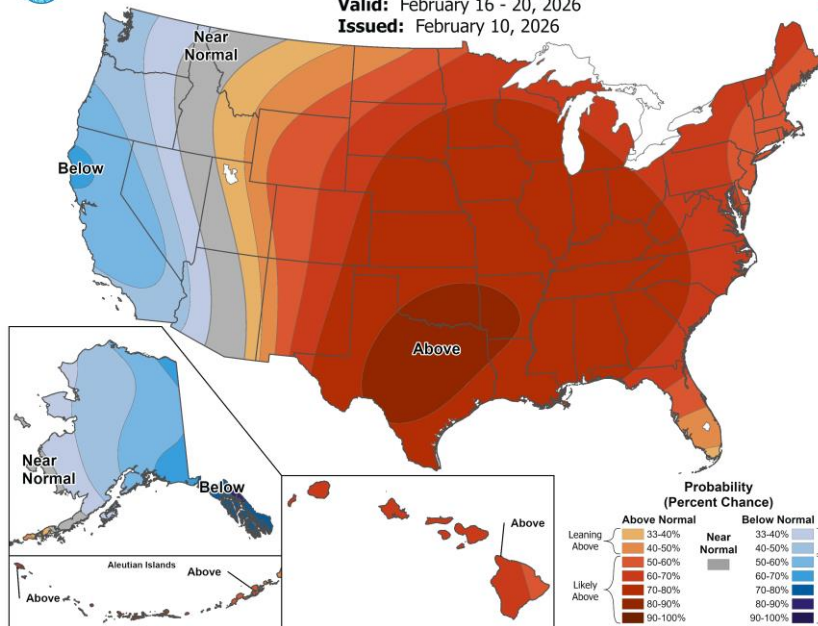 Valid: February 16 - 20, 2026
Issued: February 10, 2026
Near
Normal
Below
Above
Near
Normal
Below
Aleutian Islands
Above
Above
Above
Probability
(Percent Chance)
Above Normal
Below Normal
Leaning
Above
Likely
Above
33-40%
40-50%
50-60%
60-70%
70-80%
80-90%
90-100%
Near
Normal
33-40%
40-50%
50-60%
60-70%
70-80%
80-90%
90-100%